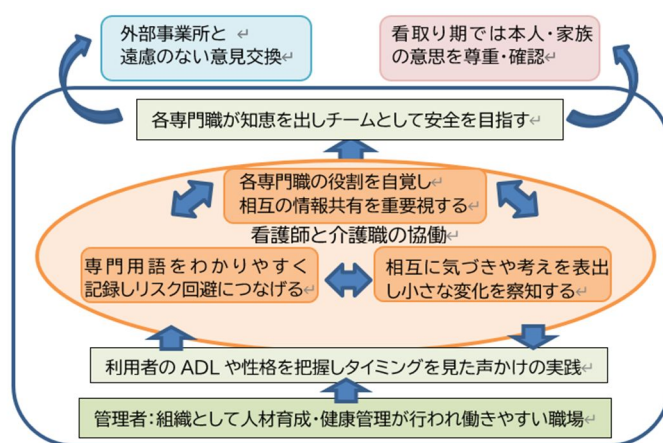 外部事業所と
遠慮のない意見交換
看取り期では本人・家族
の意思を尊重・確認
各専門職が知恵を出しチームとして安全を目指す
各専門職の役割を自覚し
相互の情報共有を重要視する
看護師と介護職の協働
専門用語をわかりやすく
記録しリスク回避につなげる
相互に気づきや考えを表出
し小さな変化を察知する
利用者のADLや性格を把握しタイミングを見た声かけの実践
管理者：組織として人材育成・健康管理が行われ働きやすい職場